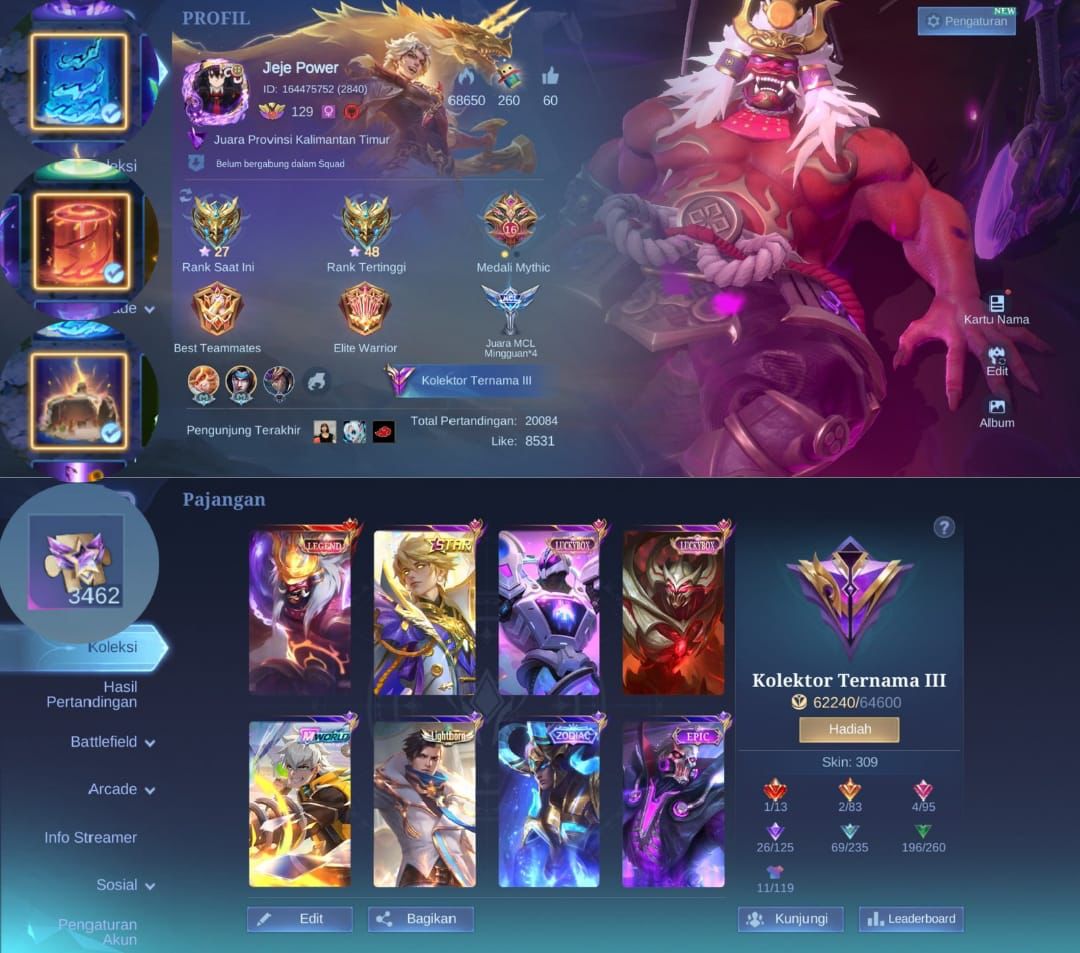 PROFIL
NEW
Pengaturan
Jeje Power
ID: 164475752 (2840)
129
68650 260 60
Juara Provinsi Kalimantan Timur
Belum bergabung dalam Squad
27
48
16
Rank Saat Ini
Rank Tertinggi
Medali Mythic
MCL
Best Teammates
Elite Warrior
Juara MCL
Mingguan*4
Kolektor Ternama III
Pengunjung Terakhir
Total Pertandingan: 20084
Like: 8531
Kartu Nama
Edit
Album
Pajangan
3462
Koleksi
Hasil
Pertandingan
Battlefield
Arcade
Info Streamer
Sosial
Pengaturan
Akun
LEGEND
STAR
LUCKYBOX
LUCKYBOX
MWORLD
Lightborn
ZODIAC
EPIC
?
Kolektor Ternama III
62240/64600
Hadiah
Skin: 309
1/13 2/83 4/95
26/125 69/235 196/260
11/119
Edit
Bagikan
Kunjungi
Leaderboard